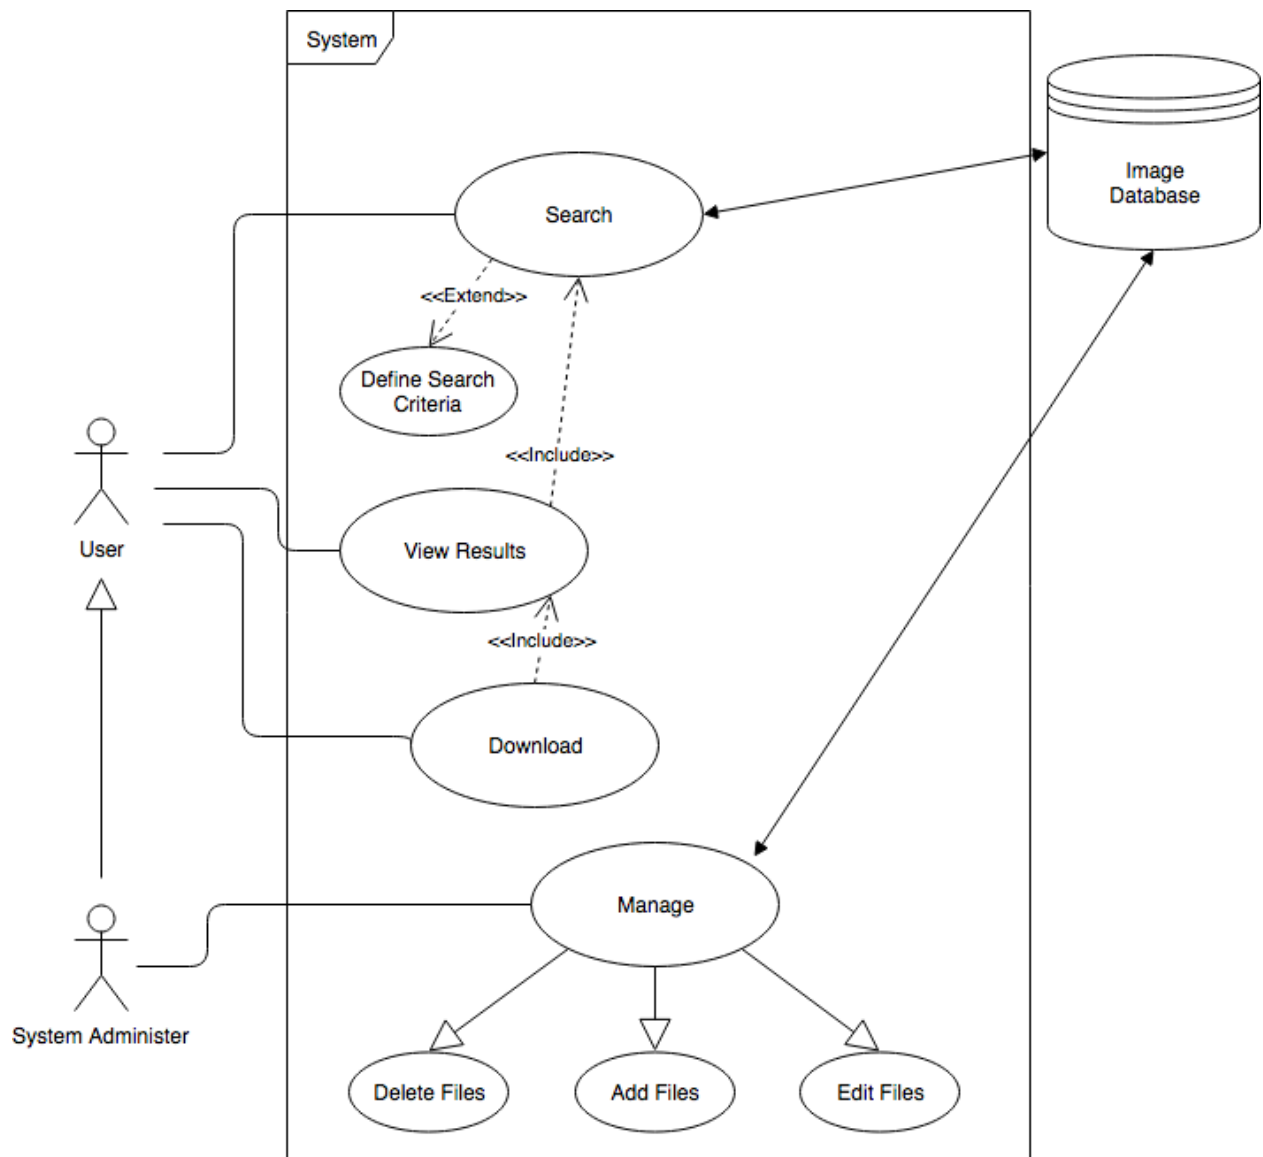 System
Image
Database
Search
<<Extend>>
Define Search
Criteria
<<Include>>
User
View Results
<<Include>>
Download
Manage
System Administer
Delete Files
Add Files
Edit Files